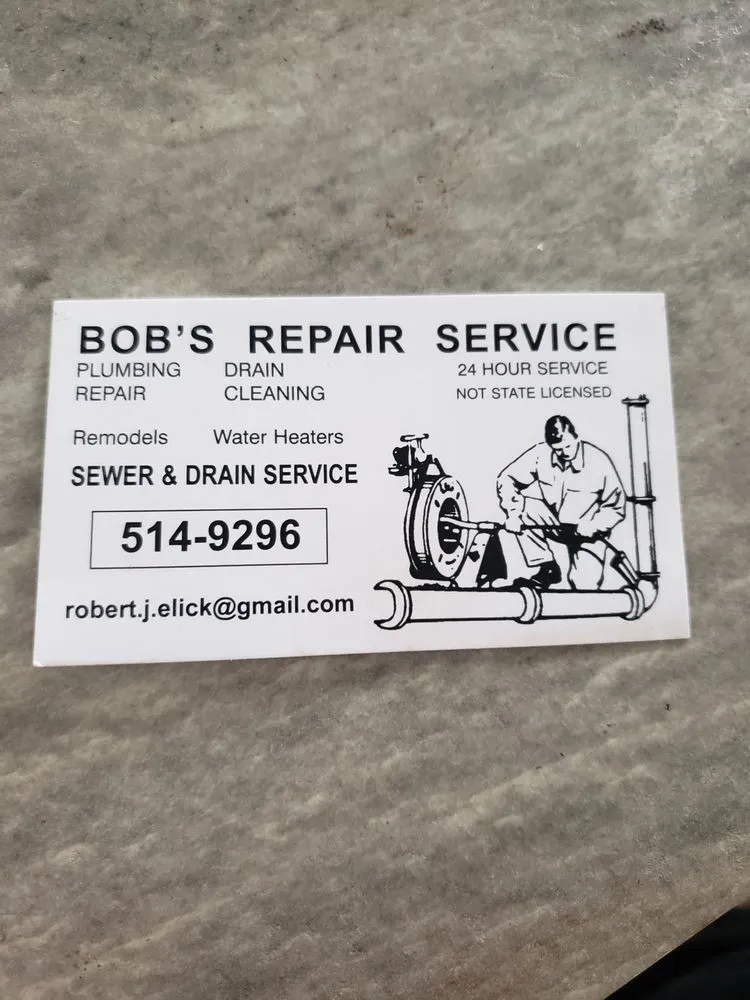 BOB'S REPAIR SERVICE
PLUMBING REPAIR
DRAIN CLEANING
24 HOUR SERVICE
NOT STATE LICENSED
Remodels Water Heaters
SEWER & DRAIN SERVICE
514-9296
robert.j.elick@gmail.com